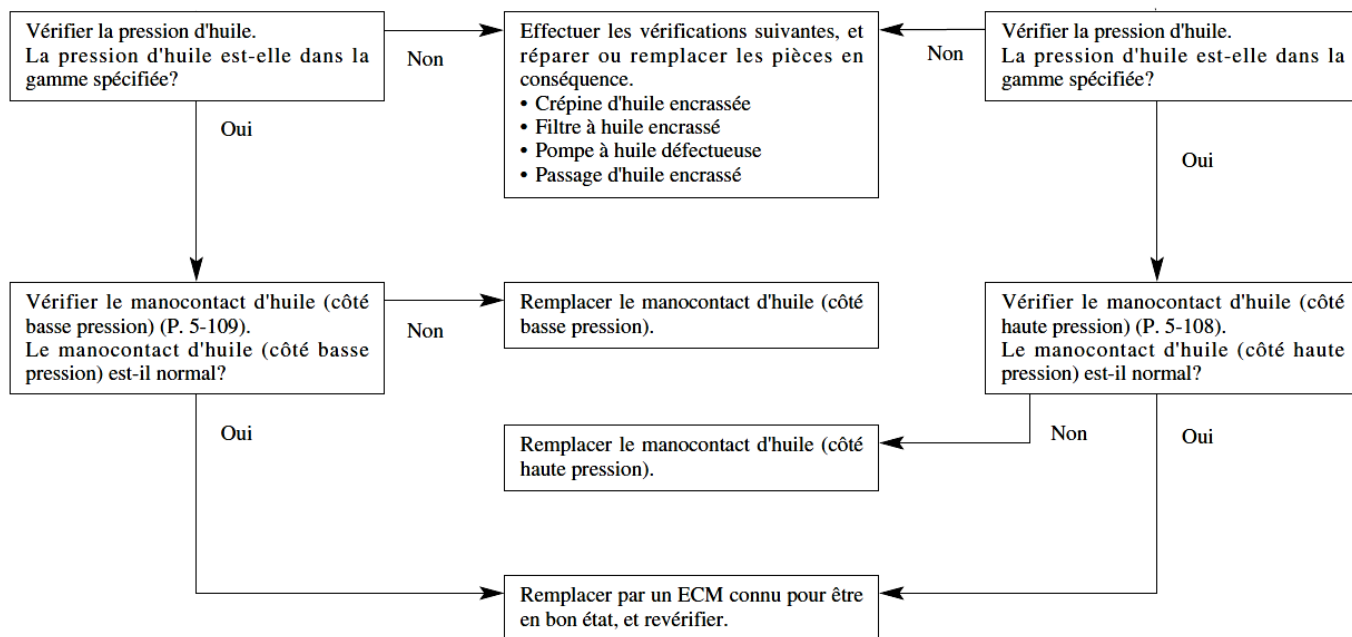 Vérifier la pression d'huile.
La pression d'huile est-elle dans la
gamme spécifiée?
Non
Effectuer les vérifications suivantes, et
réparer ou remplacer les pièces en
conséquence.
• Crépine d'huile encrassée
• Filtre à huile encrassé
• Pompe à huile défectueuse
• Passage d'huile encrassé
Non
Vérifier la pression d'huile.
La pression d'huile est-elle dans la
gamme spécifiée?
Oui
Oui
Vérifier le manocontact d'huile (côté
basse pression) (P. 5-109).
Le manocontact d'huile (côté basse
pression) est-il normal?
Non
Remplacer le manocontact d'huile (côté
basse pression).
Vérifier le manocontact d'huile (côté
haute pression) (P. 5-108).
Le manocontact d'huile (côté haute
pression) est-il normal?
Oui
Remplacer le manocontact d'huile (côté
haute pression).
Non
Oui
Remplacer par un ECM connu pour être
en bon état, et revérifier.